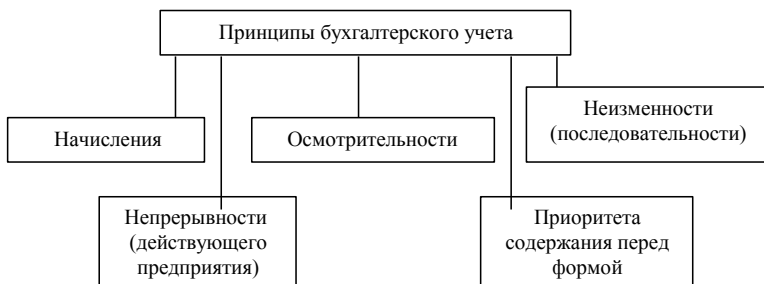 Принципы бухгалтерского учета
Неизменности
(последовательности)
Начисления
Осмотрительности
Непрерывности
(действующего
предприятия)
Приоритета
содержания перед
формой